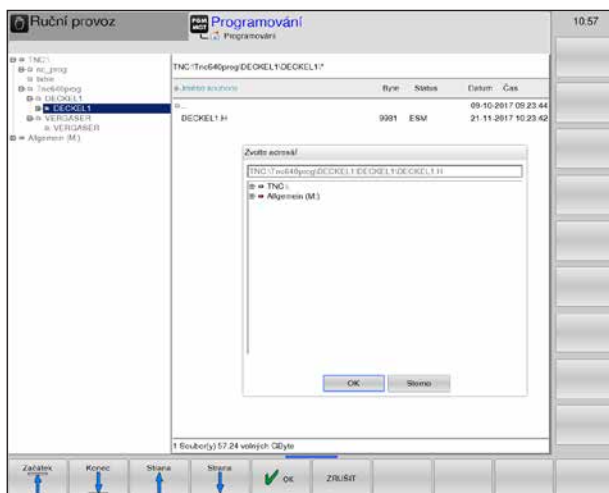 Ruční provoz
PGM MGT
Programování
Programování
10:57
TNC:\
nc_prog
table
Tnc640prog
DECKEL1
DECKEL1
VERGASER
VERGASER
Allgemein (M:)
TNC:\Tnc640prog\DECKEL1\DECKEL1\*
Jméno souboru Byte Status Datum Čas
.. 09-10-2017 09:23:44
DECKEL1.H 9981 ESM 21-11-2017 10:23:42
Zvolte adresář
TNC:\Tnc640prog\DECKEL1\DECKEL1\DECKEL1.H
TNC:\
Allgemein (M:)
OK Storno
1 Soubor(y) 57.24 volných GByte
Začátek Konec Strana Strana OK ZRUŠIT